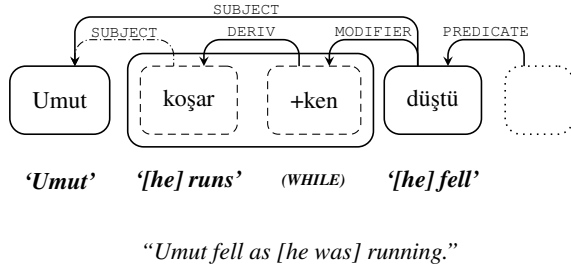 SUBJECT
SUBJECT DERIV MODIFIER PREDICATE
Umut koşar +ken düştü
‘Umut’ ‘[he] runs’ (WHILE) ‘[he] fell’
“Umut fell as [he was] running.”